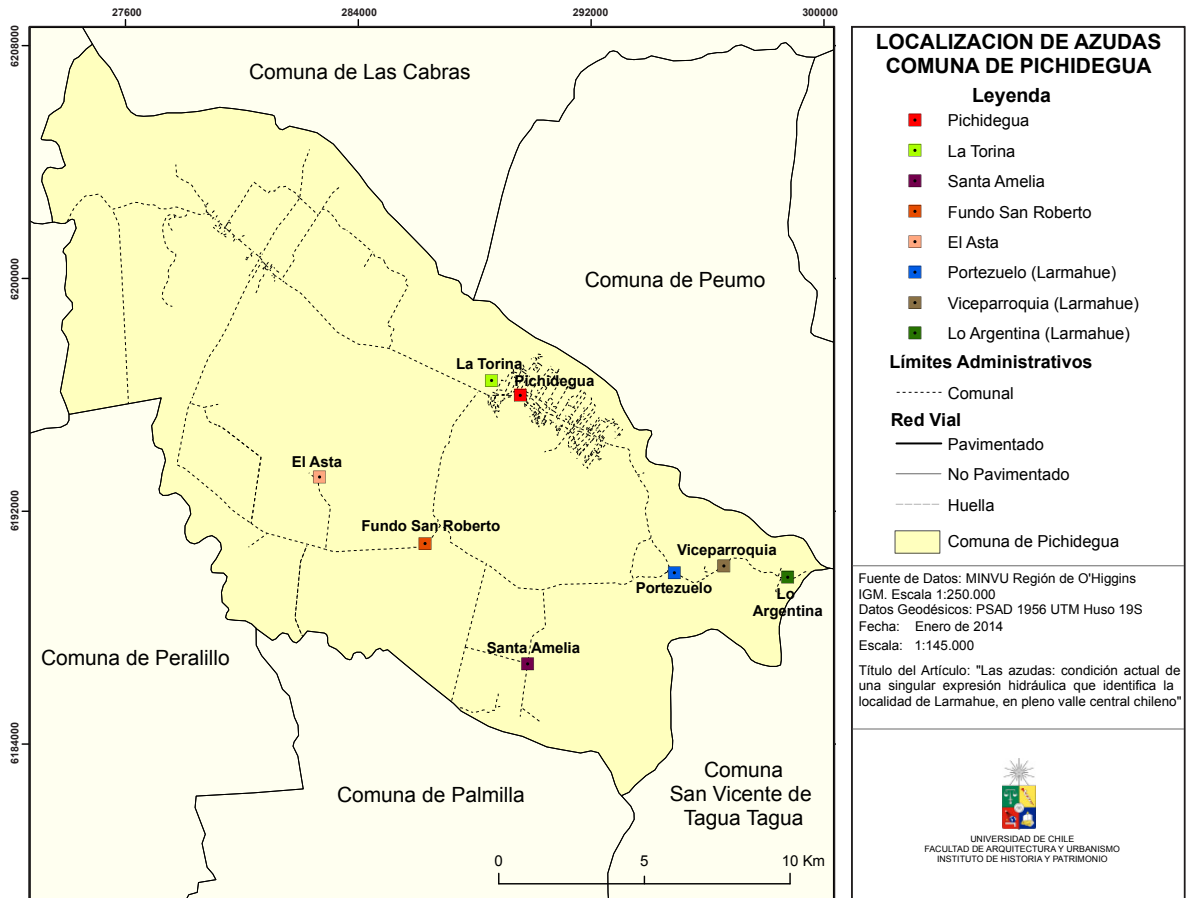 27600
284000
292000
300000
6208000
6200000
6192000
6184000
Comuna de Las Cabras
Comuna de Peumo
La Torina
Pichidegua
El Asta
Fundo San Roberto
Viceparroquia
Portezuelo
Lo
Argentina
Santa Amelia
Comuna de Peralillo
Comuna de Palmilla
Comuna
San Vicente de
Tagua Tagua
0
5
10 Km
LOCALIZACION DE AZUDAS
COMUNA DE PICHIDEGUA
Leyenda
Pichidegua
La Torina
Santa Amelia
Fundo San Roberto
El Asta
Portezuelo (Larmahue)
Viceparroquia (Larmahue)
Lo Argentina (Larmahue)
Límites Administrativos
Comunal
Red Vial
Pavimentado
No Pavimentado
Huella
Comuna de Pichidegua
Fuente de Datos: MINVU Región de O'Higgins
IGM. Escala 1:250.000
Datos Geodésicos: PSAD 1956 UTM Huso 19S
Fecha: Enero de 2014
Escala: 1:145.000
Título del Artículo: "Las azudas: condición actual de
una singular expresión hidráulica que identifica la
localidad de Larmahue, en pleno valle central chileno"
UNIVERSIDAD DE CHILE
FACULTAD DE ARQUITECTURA Y URBANISMO
INSTITUTO DE HISTORIA Y PATRIMONIO